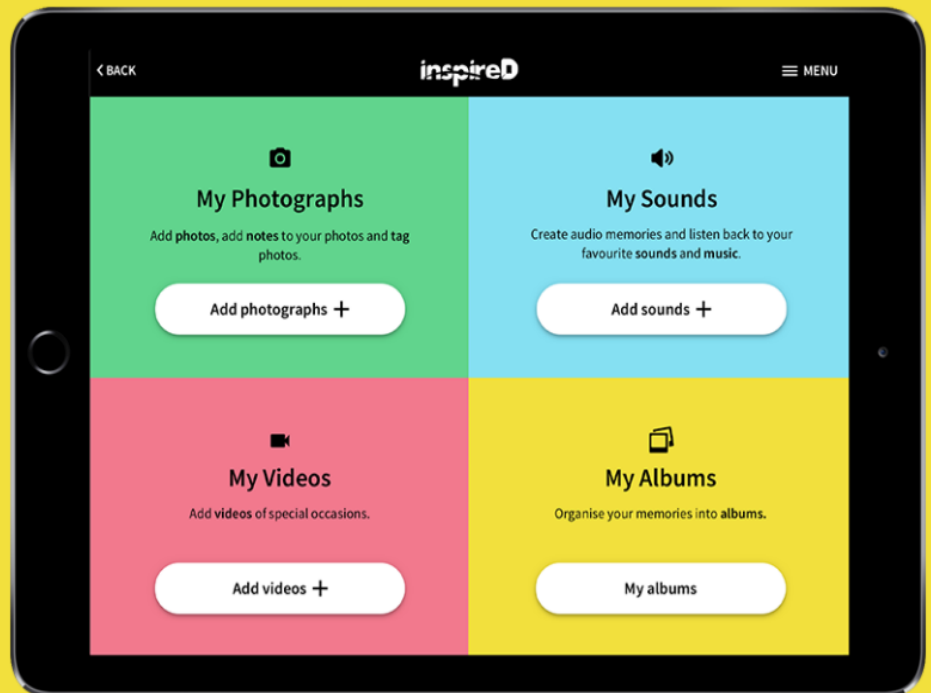 BACK
inspireD
MENU
My Photographs
Add photos, add notes to your photos and tag
photos.
Add photographs +
My Sounds
Create audio memories and listen back to your
favourite sounds and music.
Add sounds +
My Videos
Add videos of special occasions.
Add videos +
My Albums
Organise your memories into albums.
My albums